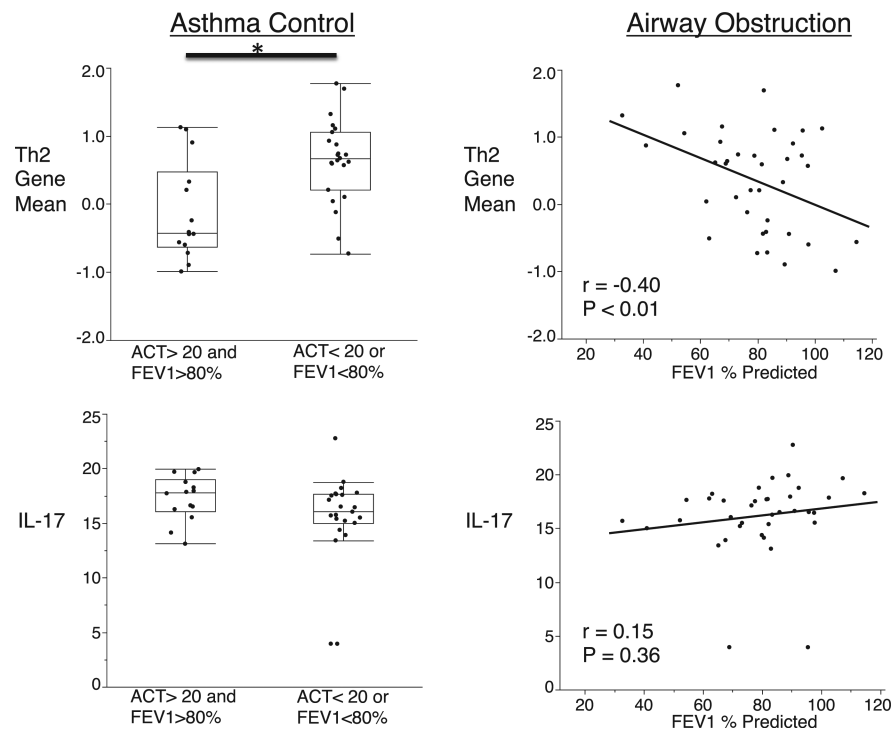 Asthma Control
*
2.0
1.0
0.0
-1.0
-2.0
Th2
Gene
Mean
ACT> 20 and
FEV1>80%
ACT< 20 or
FEV1<80%
Airway Obstruction
2.0
1.0
0.0
-1.0
-2.0
Th2
Gene
Mean
r = -0.40
P < 0.01
20 40 60 80 100 120
FEV1 % Predicted
25
20
15
10
5
0
IL-17
ACT> 20 and
FEV1>80%
ACT< 20 or
FEV1<80%
25
20
15
10
5
0
IL-17
r = 0.15
P = 0.36
20 40 60 80 100 120
FEV1 % Predicted